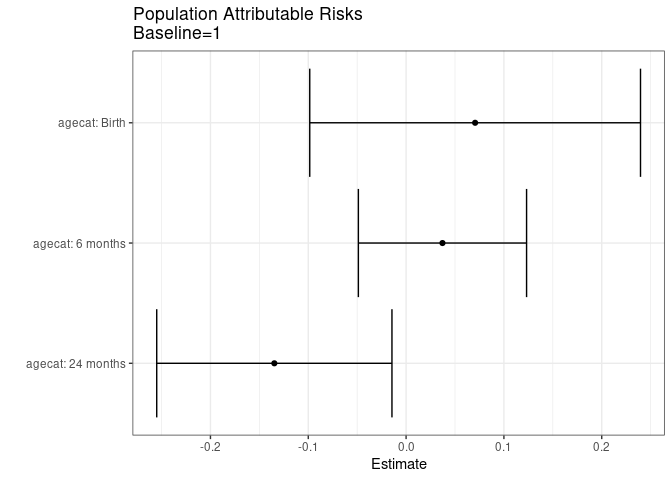 Population Attributable Risks
Baseline=1
agecat: Birth
agecat: 6 months
agecat: 24 months
-0.2 -0.1 0.0 0.1 0.2
Estimate